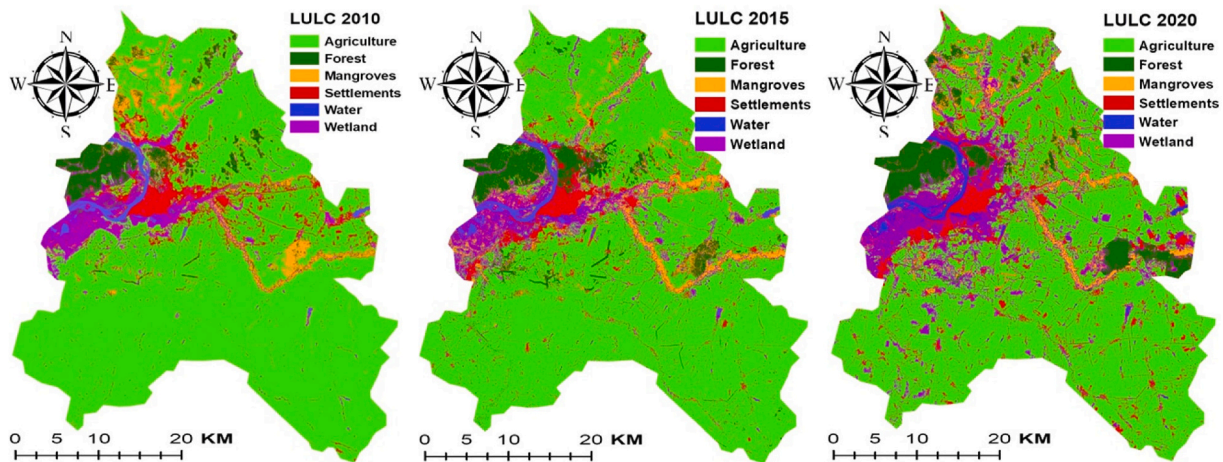 LULC 2010
N
W E
S
Agriculture
Forest
Mangroves
Settlements
Water
Wetland
0 5 10 20 KM
LULC 2015
N
W E
S
Agriculture
Forest
Mangroves
Settlements
Water
Wetland
0 5 10 20 KM
LULC 2020
N
W E
S
Agriculture
Forest
Mangroves
Settlements
Water
Wetland
0 5 10 20 KM